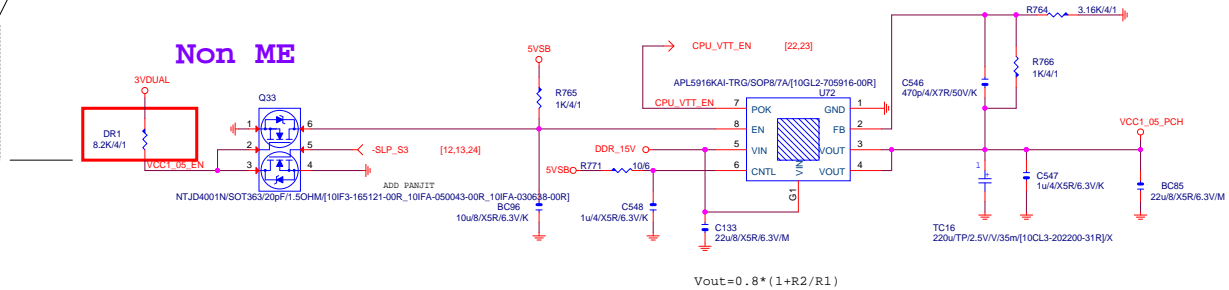 R764
3.16K/4/1
Non ME
5VSB
CPU_VTT_EN
[22,23]
3VDUAL
R766
1K/4/1
APL5916KAI-TRG/SOP8/7A/[10GL2-705916-00R]
C546
470p/4/X7R/50V/K
R765
1K/4/1
U72
Q33
CPU_VTT_EN
7
POK
GND
1
VCC1_05_PCH
1
6
8
EN
FB
2
DR1
8.2K/4/1
2
5
-SLP_S3
[12,13,24]
DDR_15V
5
VIN
VOUT
3
VCC1_05_EN
3
4
5VSB
R771
10/6
6
CNTL
VIN
VOUT
4
1
+
C547
1u/4/X5R/6.3V/K
BC85
22u/8/X5R/6.3V/M
ADD PANJIT
G1
NTJD4001N/SOT363/20pF/1.5OHM/[10IF3-165121-00R_10IFA-050043-00R_10IFA-030638-00R]
BC96
10u/8/X5R/6.3V/K
C548
1u/4/X5R/6.3V/K
C133
22u/8/X5R/6.3V/M
TC16
220u/TP/2.5V/V/35m/[10CL3-202200-31R]/X
Vout=0.8*(1+R2/R1)